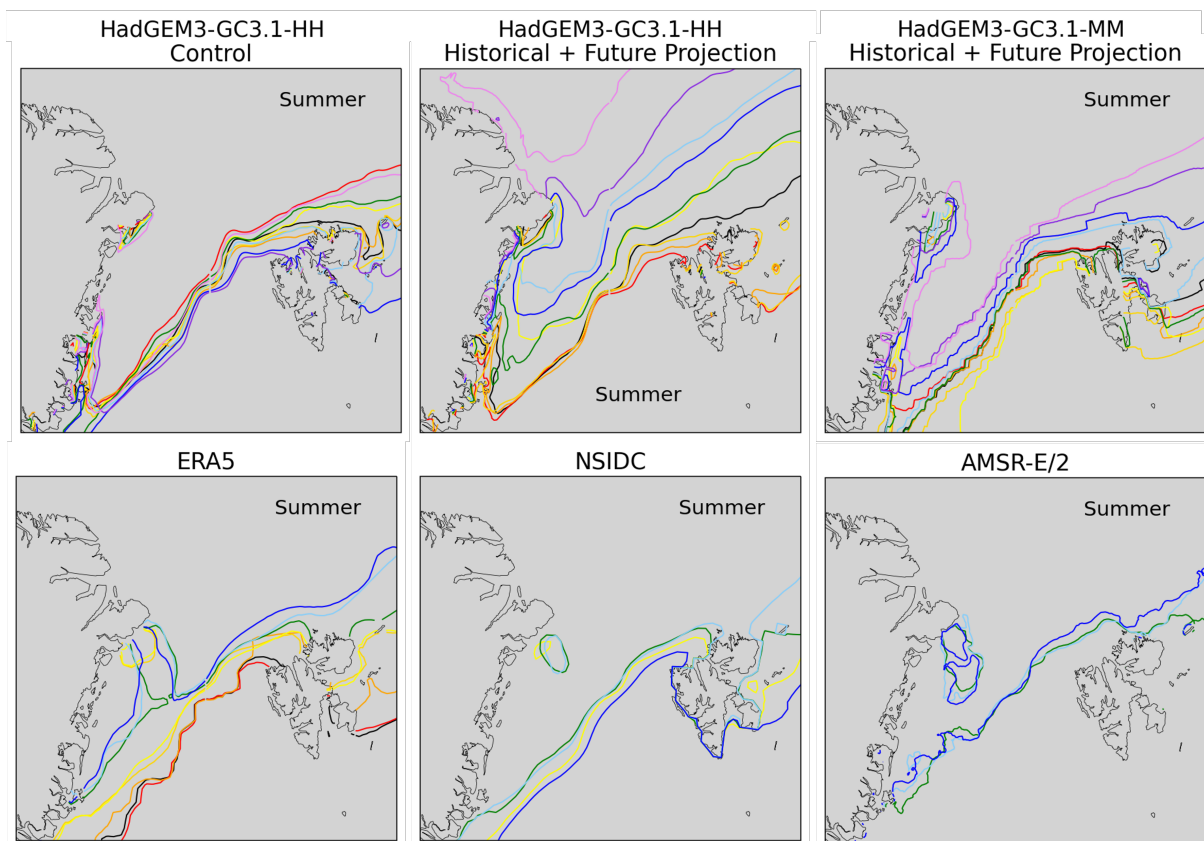 HadGEM3-GC3.1-HH
Control
Summer
HadGEM3-GC3.1-HH
Historical + Future Projection
Summer
HadGEM3-GC3.1-MM
Historical + Future Projection
Summer
ERA5
Summer
NSIDC
Summer
AMSR-E/2
Summer